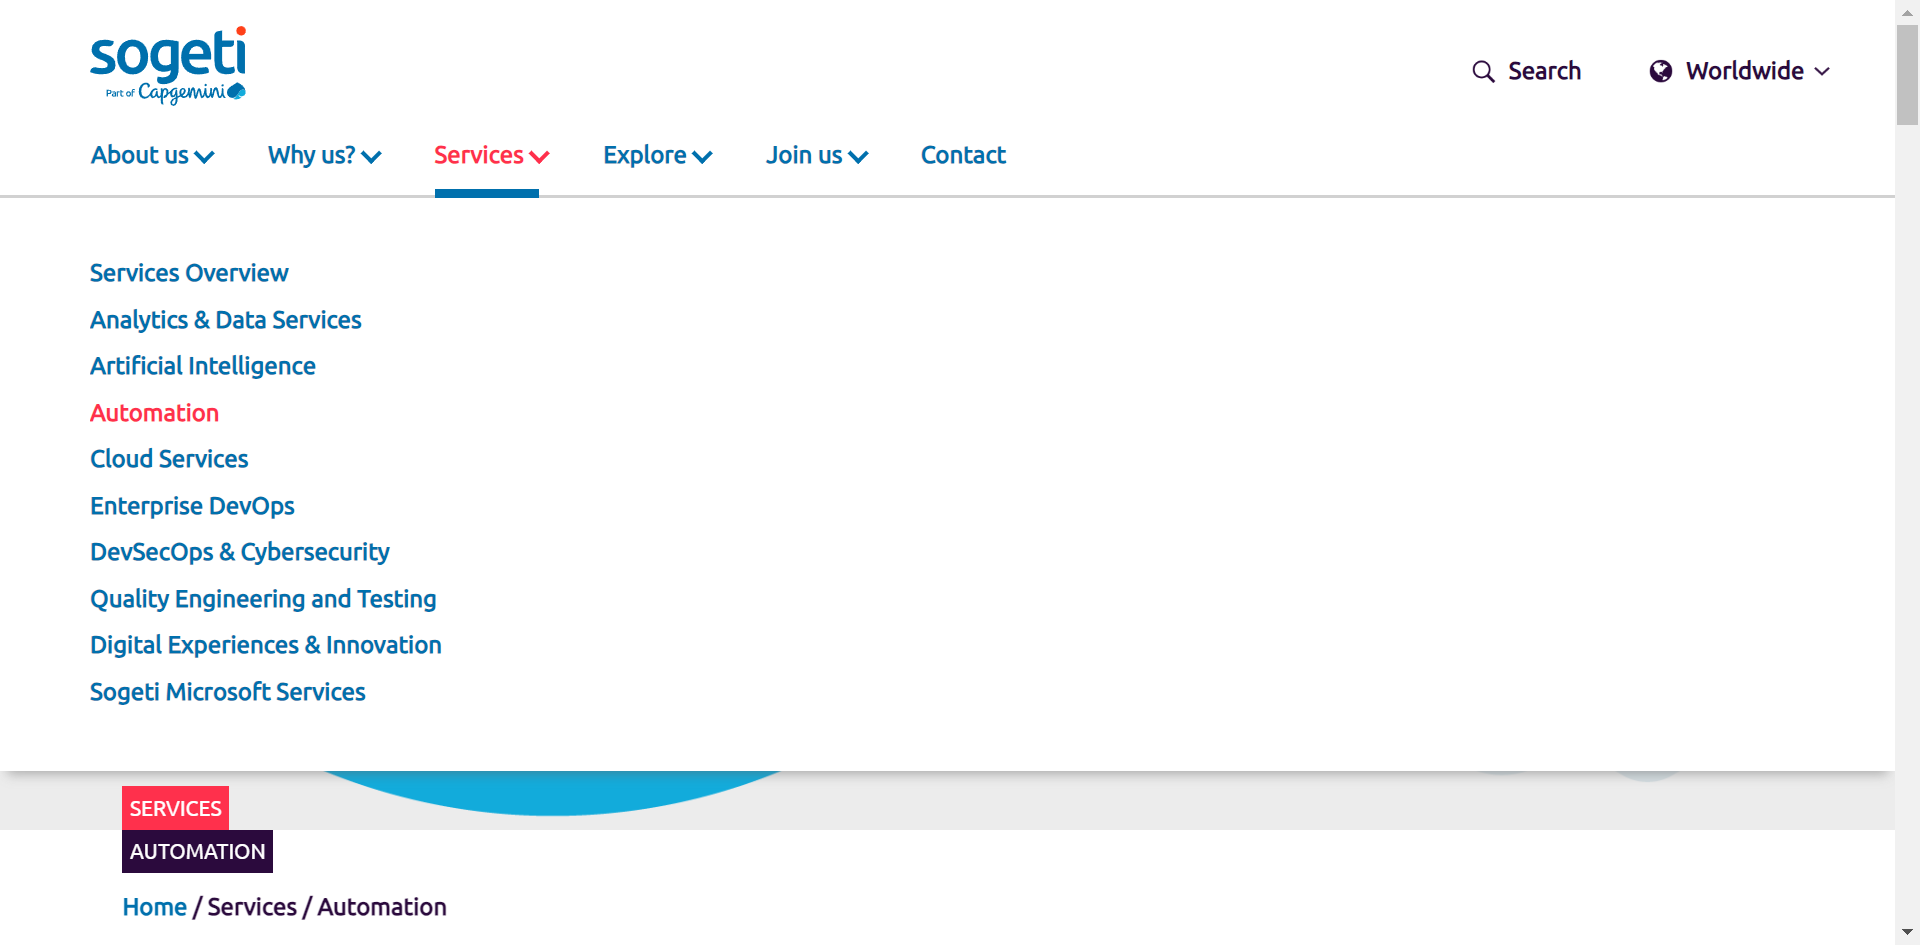 sogeti
Part of Capgemini
Search
Worldwide
About us
Why us?
Services
Explore
Join us
Contact
Services Overview
Analytics & Data Services
Artificial Intelligence
Automation
Cloud Services
Enterprise DevOps
DevSecOps & Cybersecurity
Quality Engineering and Testing
Digital Experiences & Innovation
Sogeti Microsoft Services
SERVICES
AUTOMATION
Home / Services / Automation